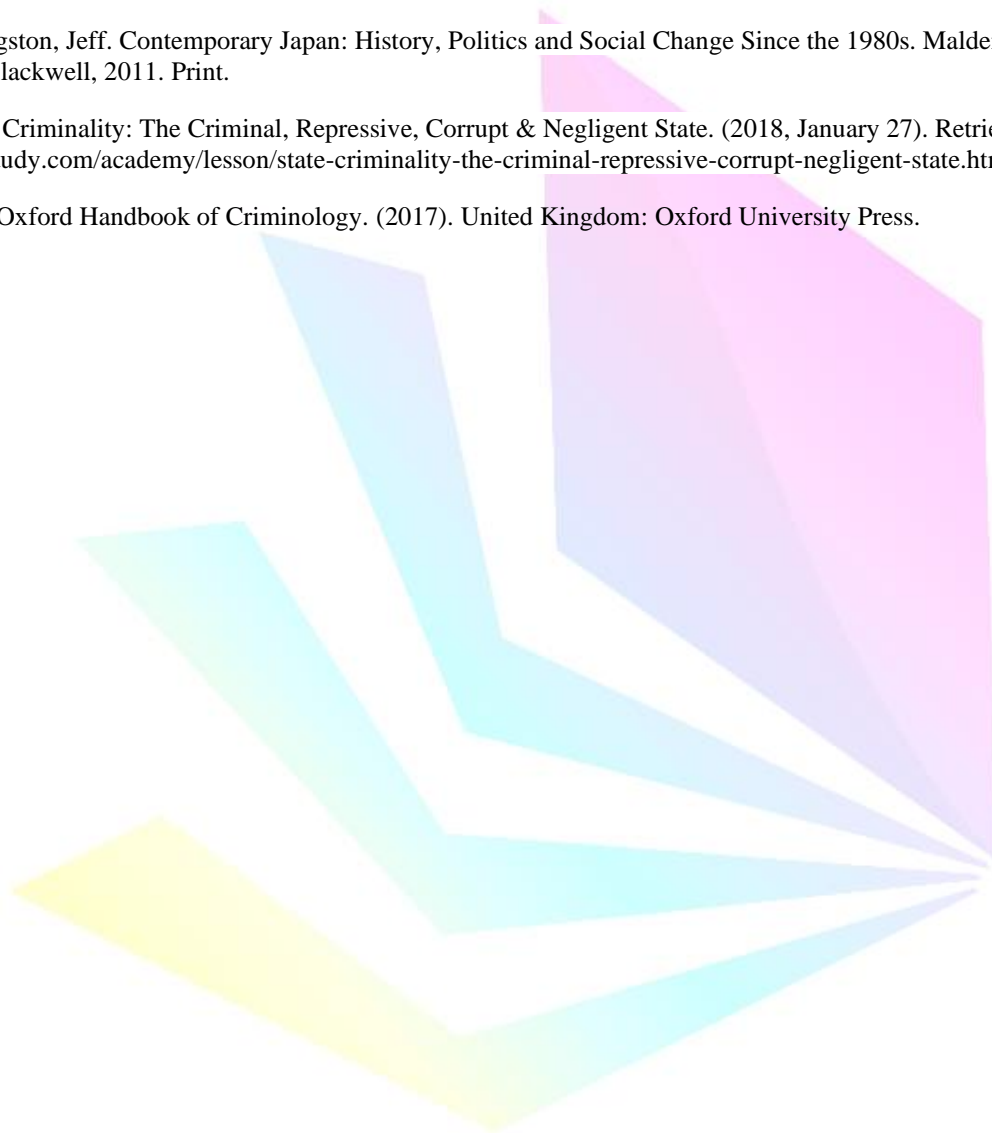 gston, Jeff. Contemporary Japan: History, Politics and Social Change Since the 1980s. Malde
lackwell, 2011. Print.
Criminality: The Criminal, Repressive, Corrupt & Negligent State. (2018, January 27). Retrie
udy.com/academy/lesson/state-criminality-the-criminal-repressive-corrupt-negligent-state.htm
Oxford Handbook of Criminology. (2017). United Kingdom: Oxford University Press.